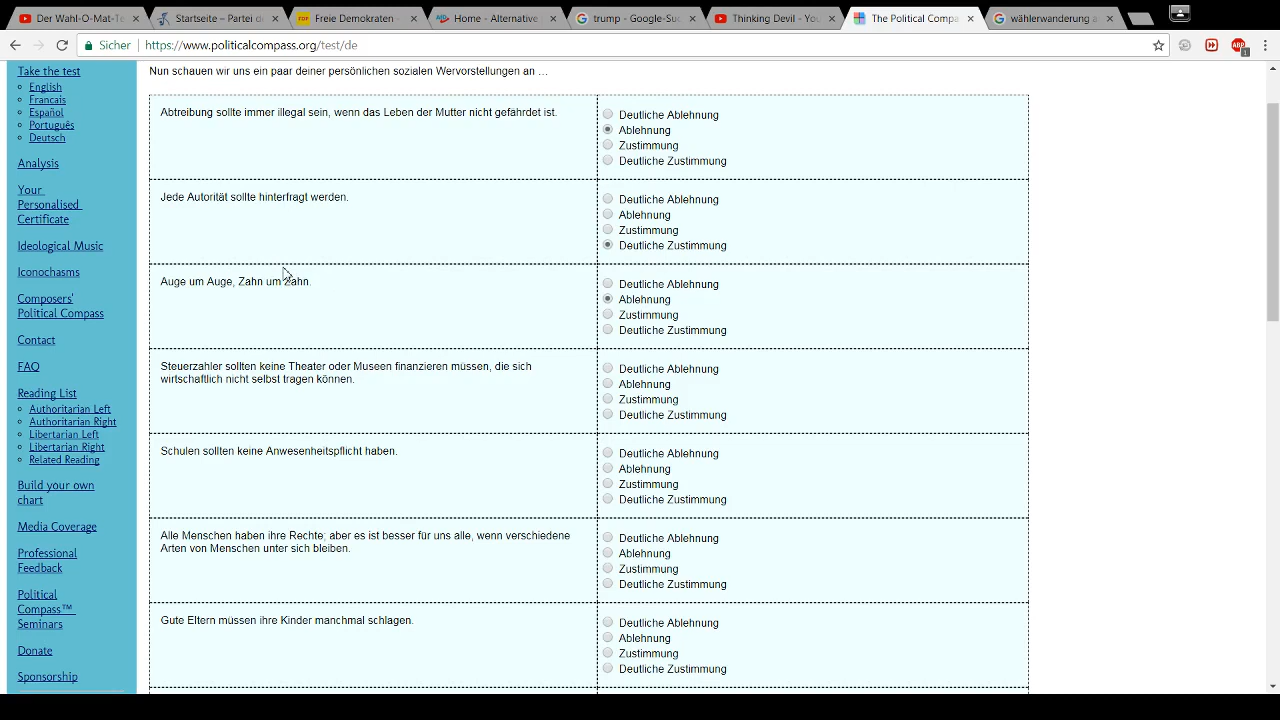 Der Wahl-O-Mat-Te
Startseite – Partei de
Freie Demokraten –
Home - Alternative
trump - Google-Suc
Thinking Devil - You
The Political Compa
wählerwanderung a
Sicher
https://www.politicalcompass.org/test/de
Take the test
English
Francais
Español
Português
Deutsch
Analysis
Your
Personalised
Certificate
Ideological Music
Iconochasms
Composers'
Political Compass
Contact
FAQ
Reading List
Authoritarian Left
Authoritarian Right
Libertarian Left
Libertarian Right
Related Reading
Build your own
chart
Media Coverage
Professional
Feedback
Political
Compass™
Seminars
Donate
Sponsorship
Nun schauen wir uns ein paar deiner persönlichen sozialen Wervorstellungen an ...
Abtreibung sollte immer illegal sein, wenn das Leben der Mutter nicht gefährdet ist.
Deutliche Ablehnung
Ablehnung
Zustimmung
Deutliche Zustimmung
Jede Autorität sollte hinterfragt werden.
Deutliche Ablehnung
Ablehnung
Zustimmung
Deutliche Zustimmung
Auge um Auge, Zahn um Zahn.
Deutliche Ablehnung
Ablehnung
Zustimmung
Deutliche Zustimmung
Steuerzahler sollten keine Theater oder Museen finanzieren müssen, die sich
wirtschaftlich nicht selbst tragen können.
Deutliche Ablehnung
Ablehnung
Zustimmung
Deutliche Zustimmung
Schulen sollten keine Anwesenheitspflicht haben.
Deutliche Ablehnung
Ablehnung
Zustimmung
Deutliche Zustimmung
Alle Menschen haben ihre Rechte; aber es ist besser für uns alle, wenn verschiedene
Arten von Menschen unter sich bleiben.
Deutliche Ablehnung
Ablehnung
Zustimmung
Deutliche Zustimmung
Gute Eltern müssen ihre Kinder manchmal schlagen.
Deutliche Ablehnung
Ablehnung
Zustimmung
Deutliche Zustimmung